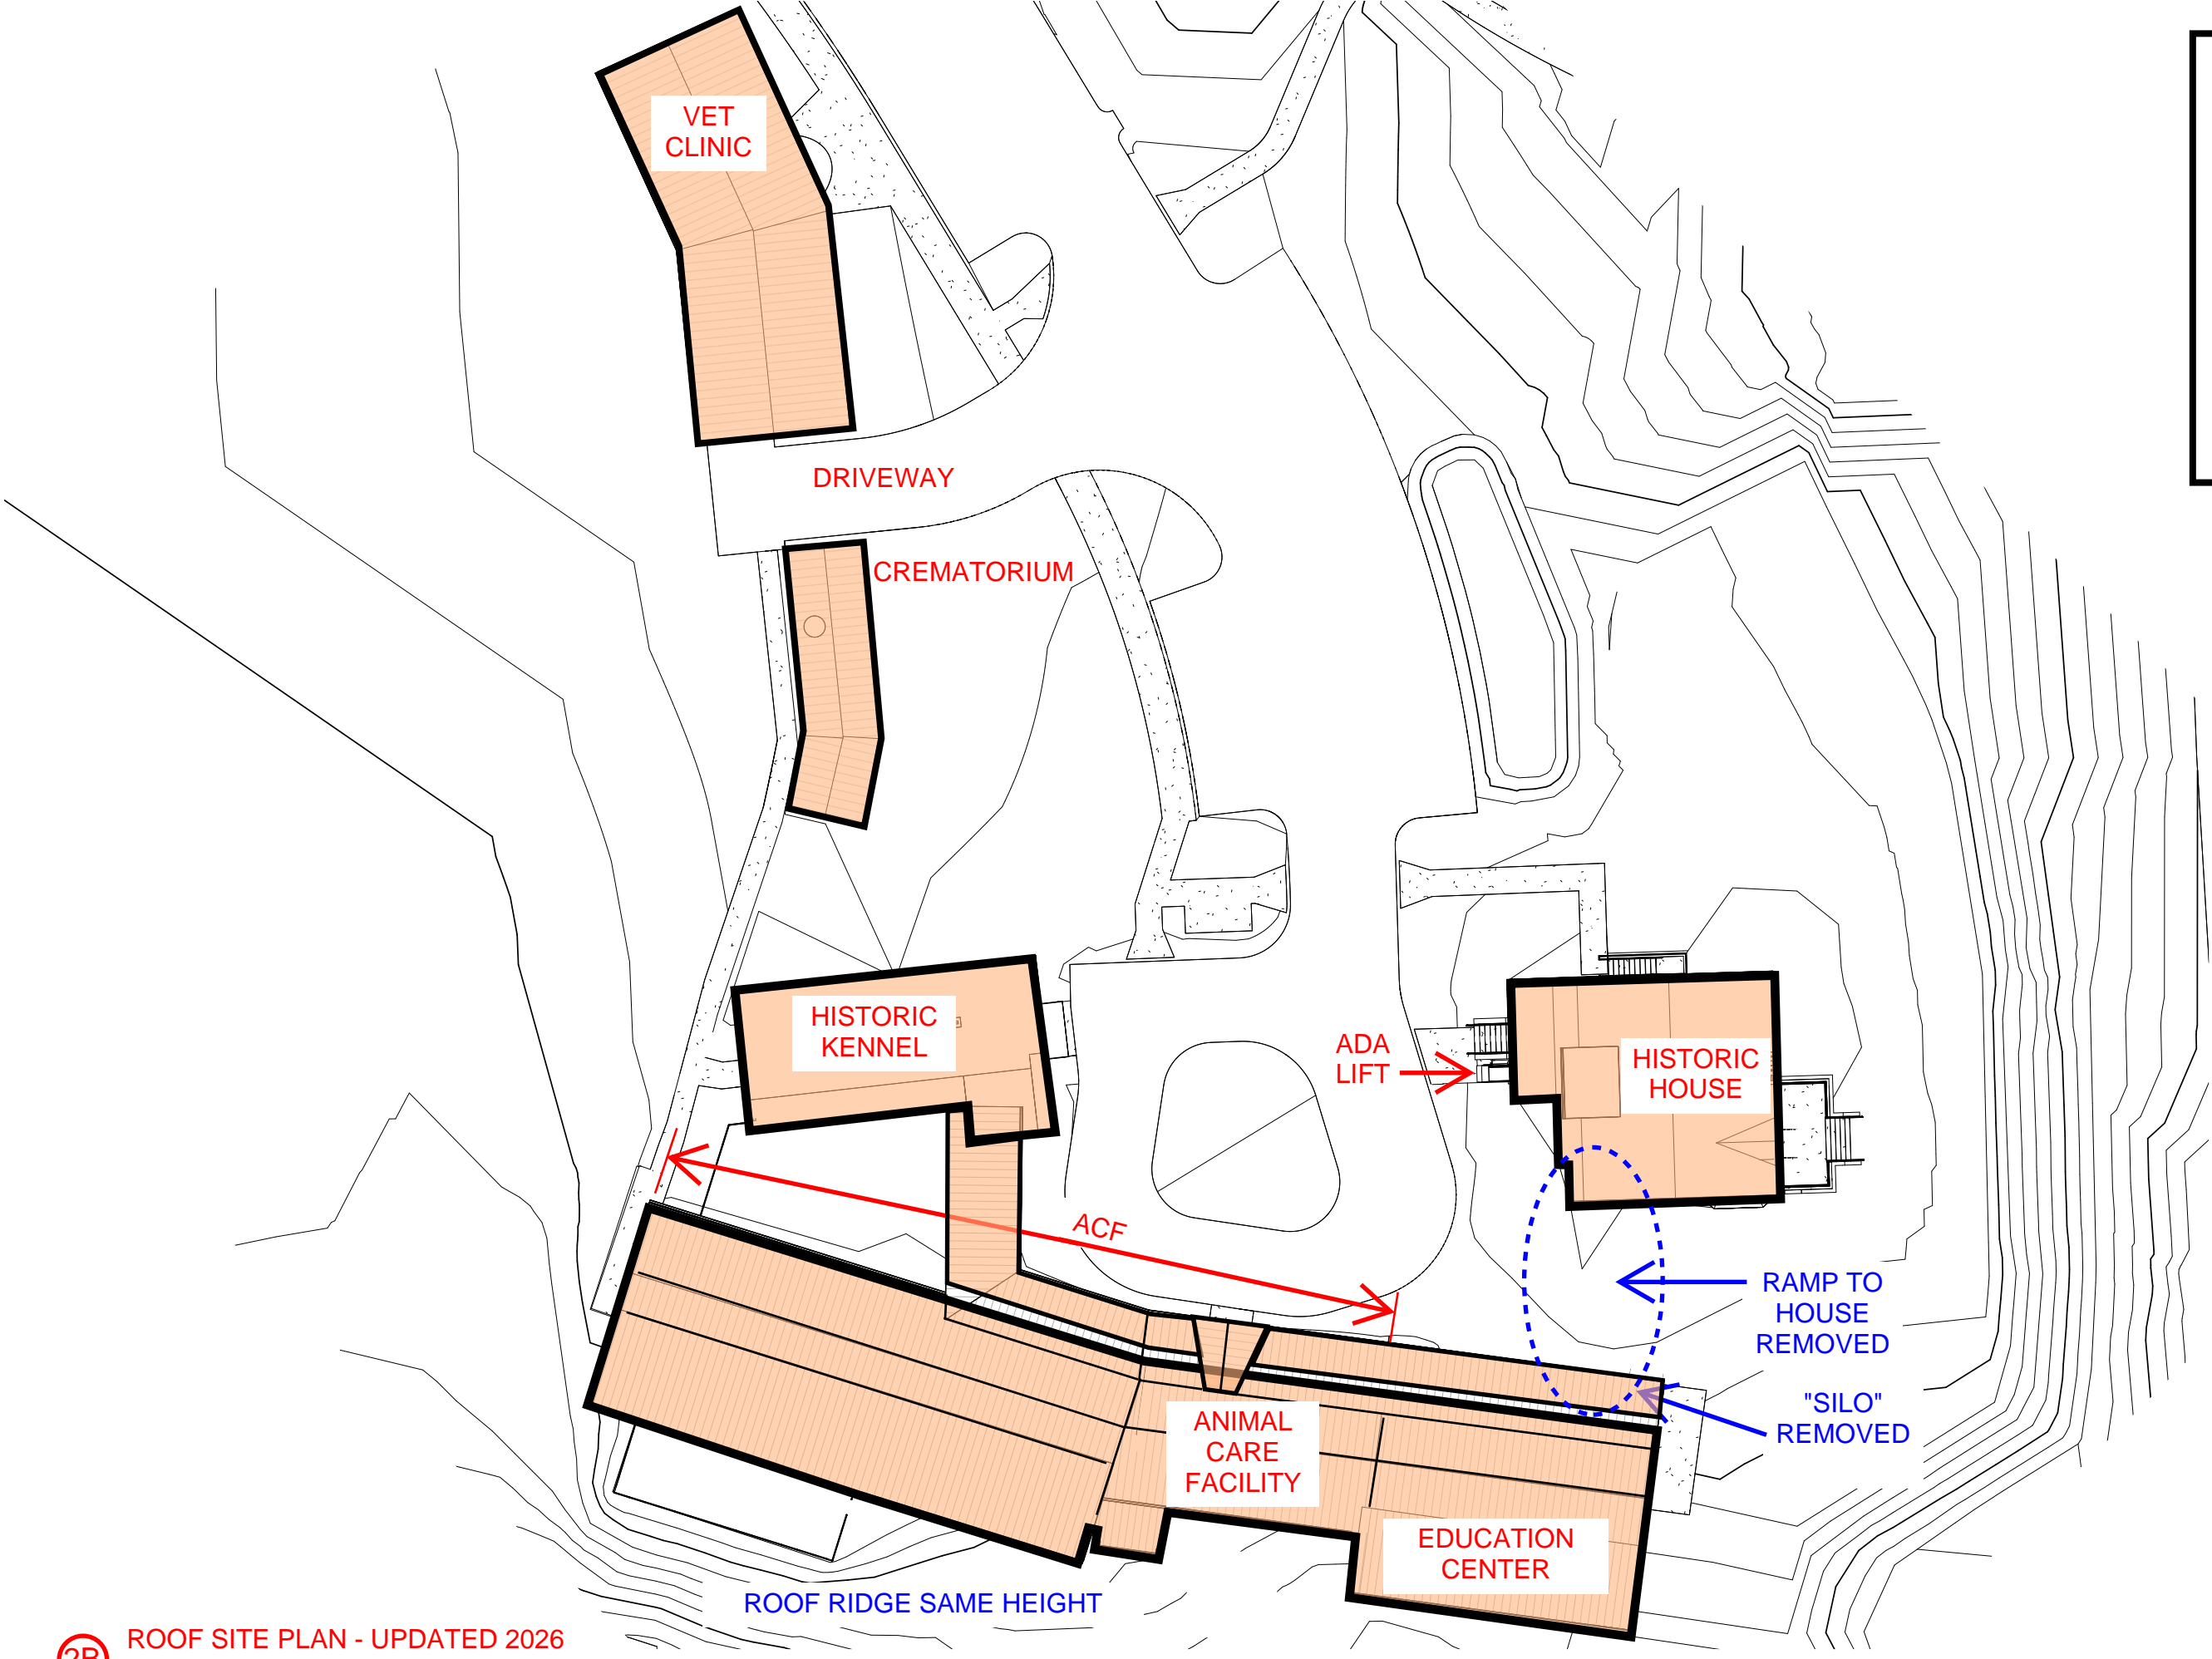 VET
CLINIC
DRIVEWAY
CREMATORIUM
HISTORIC
KENNEL
ADA
LIFT
HISTORIC
HOUSE
ACF
RAMP TO
HOUSE
REMOVED
"SILO"
REMOVED
ANIMAL
CARE
FACILITY
EDUCATION
CENTER
ROOF RIDGE SAME HEIGHT
2B
ROOF SITE PLAN - UPDATED 2026